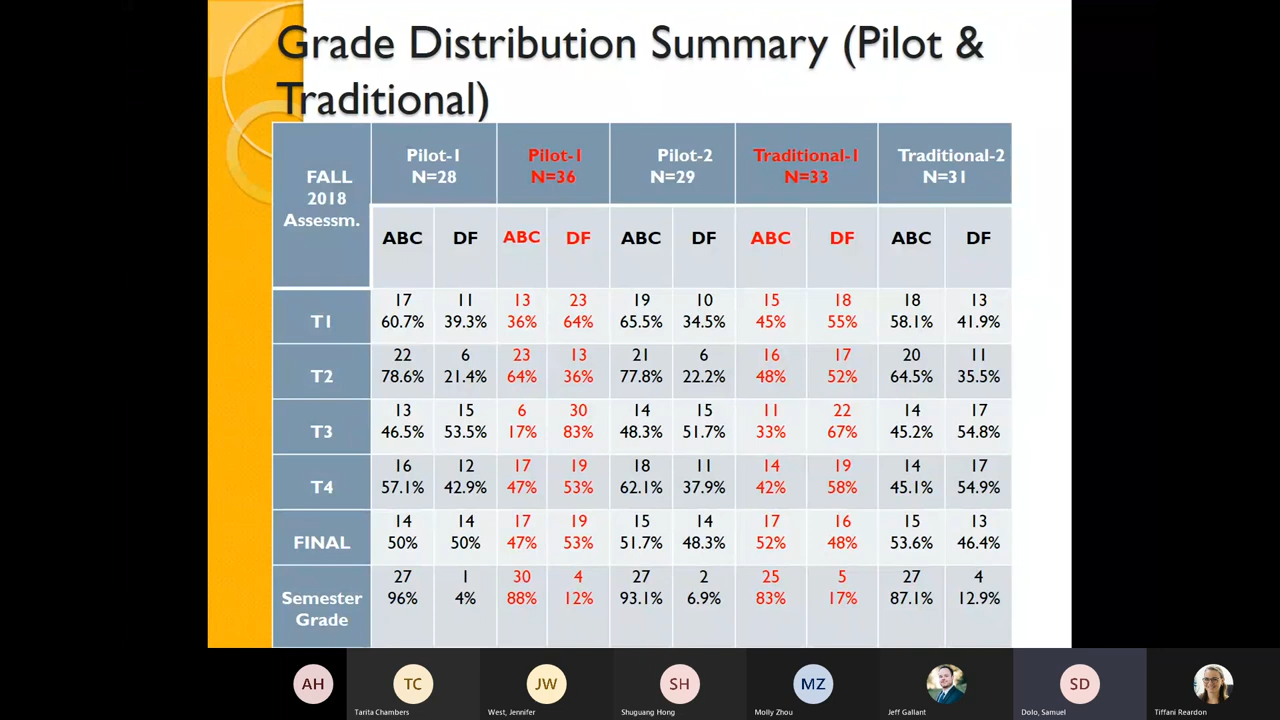 Grade Distribution Summary (Pilot &
Traditional)
FALL
2018
Assessm.
Pilot-1
N=28
Pilot-1
N=36
Pilot-2
N=29
Traditional-1
N=33
Traditional-2
N=31
ABC DF ABC DF ABC DF ABC DF ABC DF
T1
17 11 13 23 19 10 15 18 18 13
60.7% 39.3% 36% 64% 65.5% 34.5% 45% 55% 58.1% 41.9%
T2
22 6 23 13 21 6 16 17 20 11
78.6% 21.4% 64% 36% 77.8% 22.2% 48% 52% 64.5% 35.5%
T3
13 15 6 30 14 15 11 22 14 17
46.5% 53.5% 17% 83% 48.3% 51.7% 33% 67% 45.2% 54.8%
T4
16 12 17 19 18 11 14 19 14 17
57.1% 42.9% 47% 53% 62.1% 37.9% 42% 58% 45.1% 54.9%
FINAL
14 14 17 19 15 14 17 16 15 13
50% 50% 47% 53% 51.7% 48.3% 52% 48% 53.6% 46.4%
Semester
Grade
27 1 30 4 27 2 25 5 27 4
96% 4% 88% 12% 93.1% 6.9% 83% 17% 87.1% 12.9%
AH TC JW SH MZ SD
Tarita Chambers West, Jennifer Shuguang Hong Molly Zhou Jeff Gallant Dolo, Samuel Tiffani Reardon